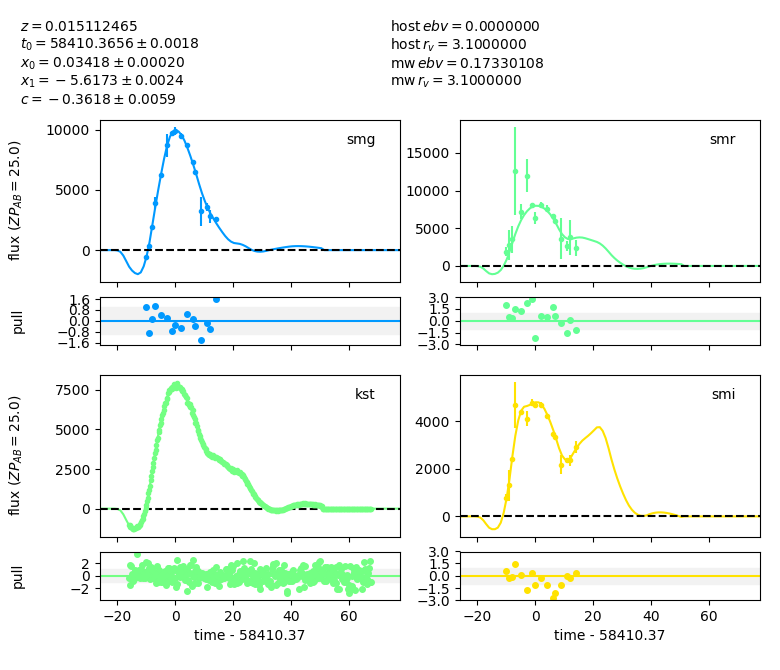 z = 0.015112465
t₀ = 58410.3656 ± 0.0018
x₀ = 0.03418 ± 0.00020
x₁ = −5.6173 ± 0.0024
c = −0.3618 ± 0.0059
host ebv = 0.0000000
host r_v = 3.1000000
mw ebv = 0.17330108
mw r_v = 3.1000000
flux (ZP_AB = 25.0)
10000
5000
0
smg
15000
10000
5000
0
smr
pull
1.6
0.8
0.0
−0.8
−1.6
3.0
1.5
0.0
−1.5
−3.0
flux (ZP_AB = 25.0)
7500
5000
2500
0
kst
4000
2000
0
smi
pull
2
0
−2
3.0
1.5
0.0
−1.5
−3.0
−20 0 20 40 60
time - 58410.37
−20 0 20 40 60
time - 58410.37